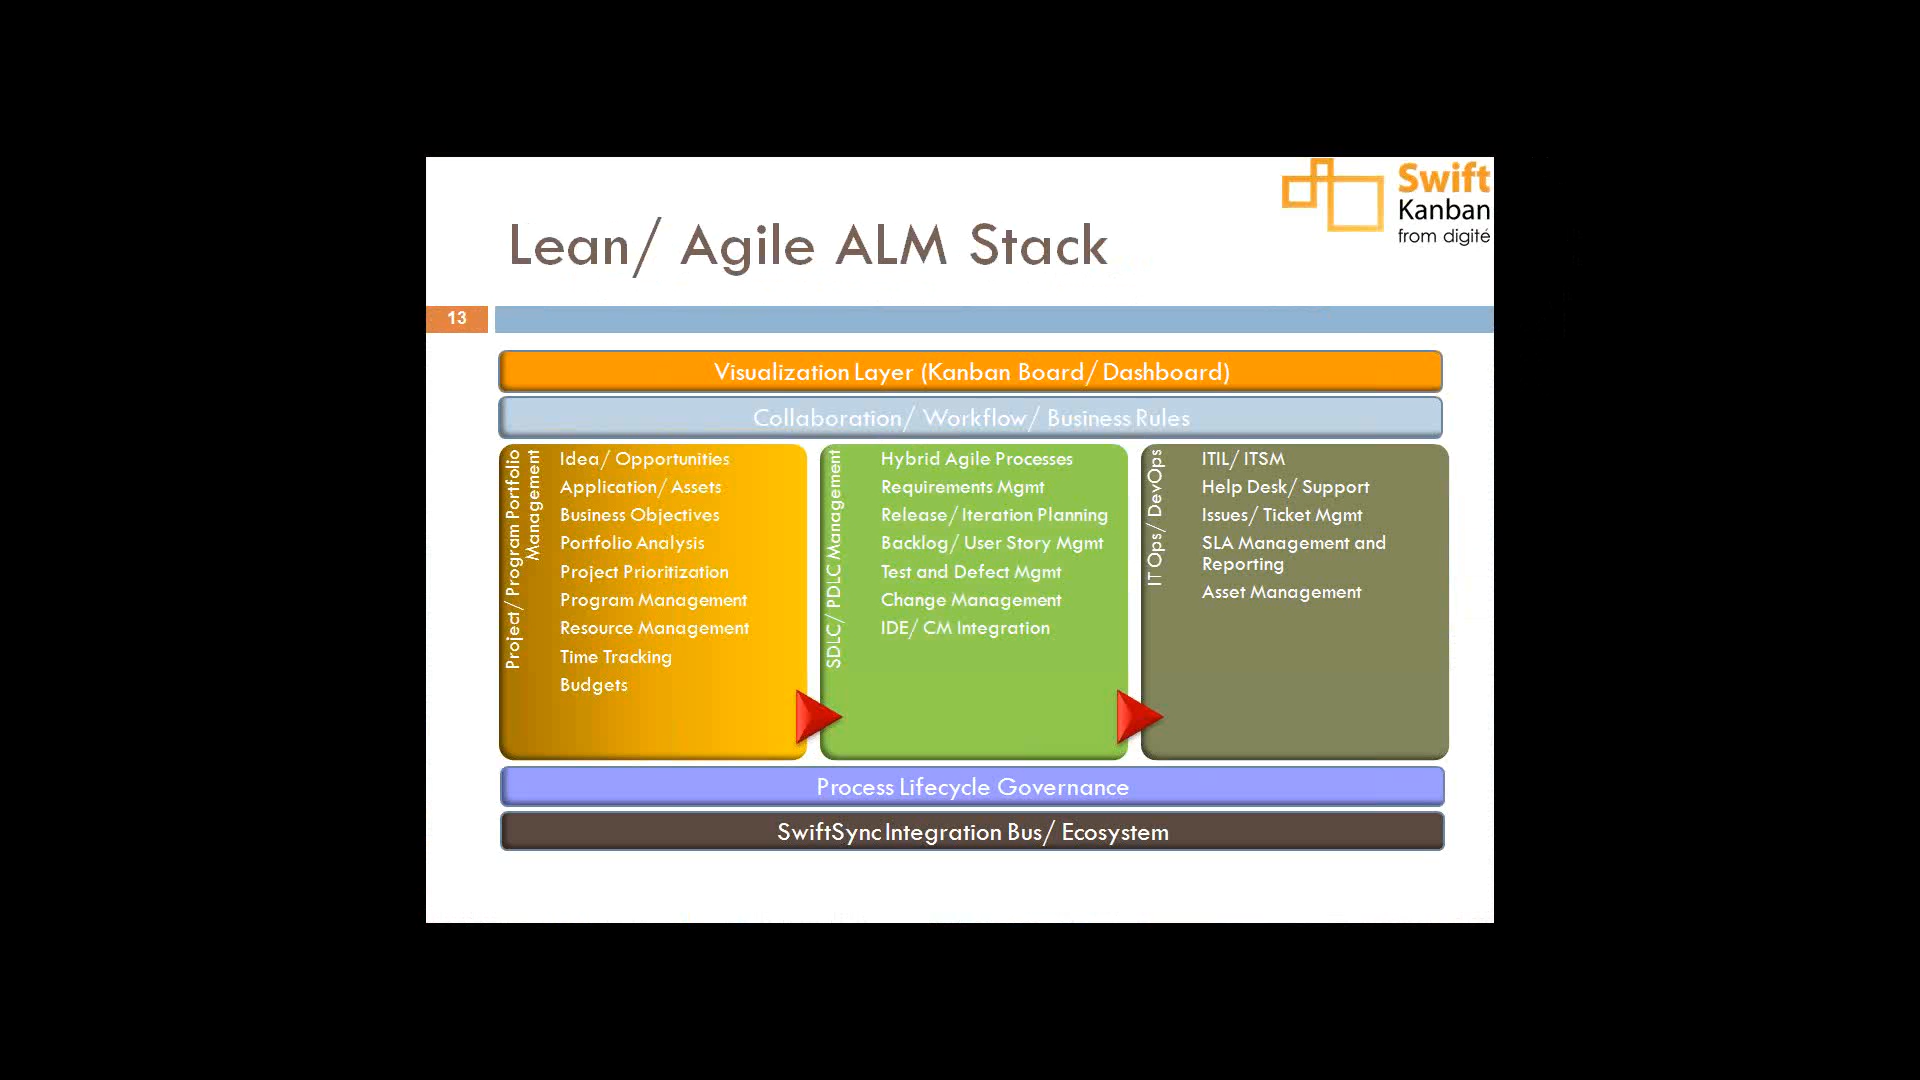 Swift
Kanban
from digité
Lean/ Agile ALM Stack
13
Visualization Layer (Kanban Board/ Dashboard)
Collaboration/ Workflow/ Business Rules
Project/ Program Portfolio
Management
Idea/ Opportunities
Application/ Assets
Business Objectives
Portfolio Analysis
Project Prioritization
Program Management
Resource Management
Time Tracking
Budgets
SDLC/ PDLC Management
Hybrid Agile Processes
Requirements Mgmt
Release/ Iteration Planning
Backlog/ User Story Mgmt
Test and Defect Mgmt
Change Management
IDE/ CM Integration
IT Ops/ DevOps
ITIL/ ITSM
Help Desk/ Support
Issues/ Ticket Mgmt
SLA Management and
Reporting
Asset Management
Process Lifecycle Governance
SwiftSync Integration Bus/ Ecosystem